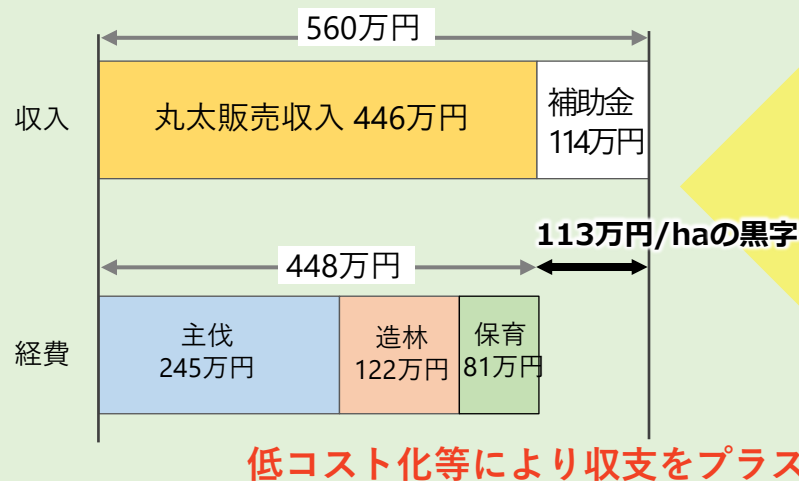 560万円
収入
丸太販売収入 446万円
補助金
114万円
113万円/haの黒字
448万円
経費
主伐
245万円
造林
122万円
保育
81万円
低コスト化等により収支をプラス